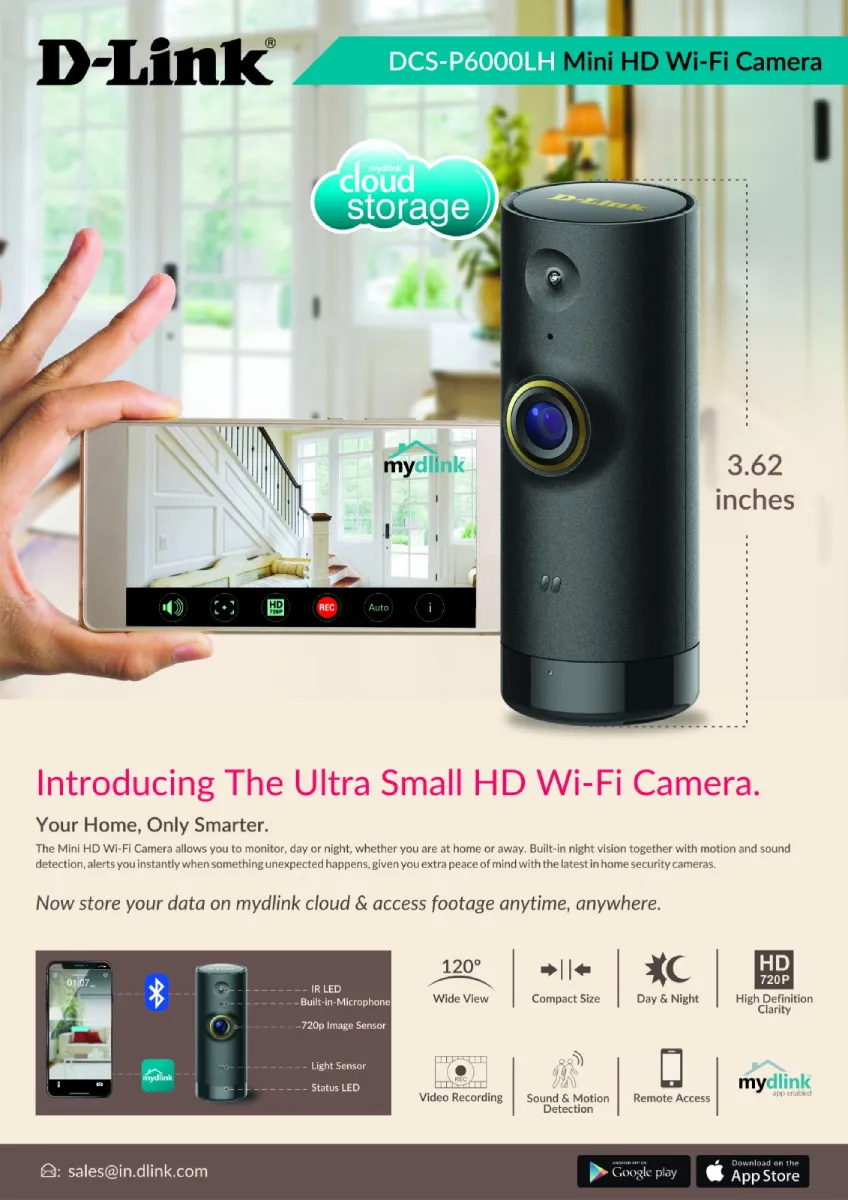 D-Link®
DCS-P6000LH Mini HD Wi-Fi Camera
mydlink
cloud
storage
D-Link
mydlink
HD
720P
REC
Auto
i
3.62
inches
Introducing The Ultra Small HD Wi-Fi Camera.
Your Home, Only Smarter.
The Mini HD Wi-Fi Camera allows you to monitor, day or night, whether you are at home or away. Built-in night vision together with motion and sound
detection, alerts you instantly when something unexpected happens, given you extra peace of mind with the latest in home security cameras.
Now store your data on mydlink cloud & access footage anytime, anywhere.
01:07
mydlink
IR LED
Built-in-Microphone
720p Image Sensor
Light Sensor
Status LED
120°
Wide View
Compact Size
Day & Night
HD
720P
High Definition
Clarity
REC
Video Recording
Sound & Motion
Detection
Remote Access
mydlink
app enabled
: sales@in.dlink.com
ANDROID APP ON
Google play
Download on the
App Store